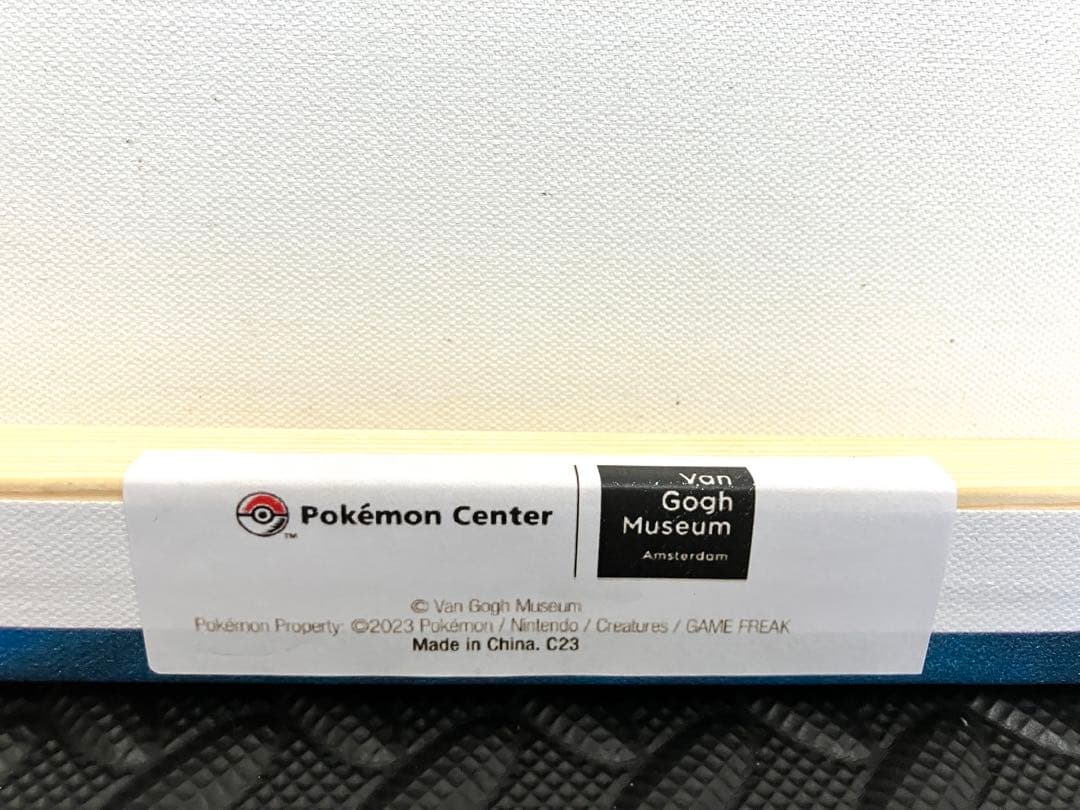 Pokémon Center
TM
Van
Gogh
Museum
Amsterdam
© Van Gogh Museum
Pokémon Property: ©2023 Pokémon / Nintendo / Creatures / GAME FREAK
Made in China. C23